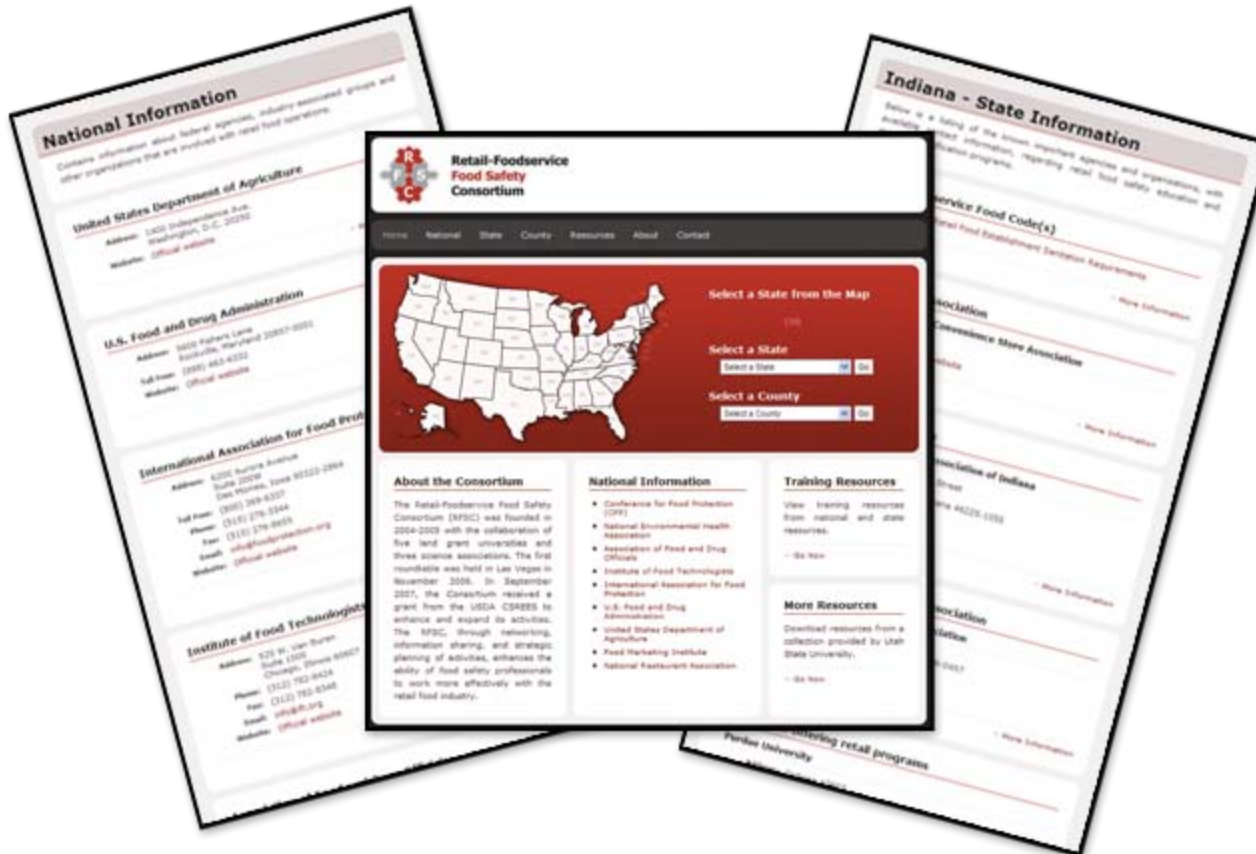 National Information
Contains information about federal agencies, industry-associated groups and
other organizations that are involved with retail food operations.
United States Department of Agriculture
Address: 1400 Independence Ave.
Washington, D.C. 20250
Website: Official website
U.S. Food and Drug Administration
Address: 5600 Fishers Lane
Rockville, Maryland 20857-0001
Toll Free: (888) 463-6332
Website: Official website
International Association for Food Prot
Address: 6200 Aurora Avenue
Suite 200W
Des Moines, Iowa 50322-2864
Toll Free: (800) 369-6337
Phone: (515) 276-3344
Fax: (515) 276-8655
Email: info@foodprotection.org
Website: Official website
Institute of Food Technologists
Address: 525 W. Van Buren
Suite 1000
Chicago, Illinois 60607
Phone: (312) 782-8424
Fax: (312) 782-8348
Email: info@ift.org
Website: Official website
R
F S
C
Retail-Foodservice
Food Safety
Consortium
Home National State County Resources About Contact
Select a State from the Map
Select a State
Select a State Go
Select a County
Select a County Go
About the Consortium
The Retail-Foodservice Food Safety
Consortium (RFSC) was founded in
2004-2005 with the collaboration of
five land grant universities and
three science associations. The first
roundtable was held in Las Vegas in
November 2006. In September
2007, the Consortium received a
grant from the USDA CSREES to
enhance and expand its activities.
The RFSC, through networking,
information sharing, and strategic
planning of activities, enhances the
ability of food safety professionals
to work more effectively with the
retail food industry.
National Information
Conference for Food Protection
(CFP)
National Environmental Health
Association
Association of Food and Drug
Officials
Institute of Food Technologists
International Association for Food
Protection
U.S. Food and Drug
Administration
United States Department of
Agriculture
Food Marketing Institute
National Restaurant Association
Training Resources
View training resources
from national and state
resources.
Go Now
More Resources
Download resources from a
collection provided by Utah
State University.
Go Now
Indiana - State Information
Below is a listing of the known important agencies and organizations, with
available contact information, regarding retail food safety education and
ification programs.
service Food Code(s)
Retail Food Establishment Sanitation Requirements
More Information
sociation
Convenience Store Association
website
More Information
ssociation of Indiana
Street
More Information
ssociation
ciation
More Information
offering retail programs
Purdue University